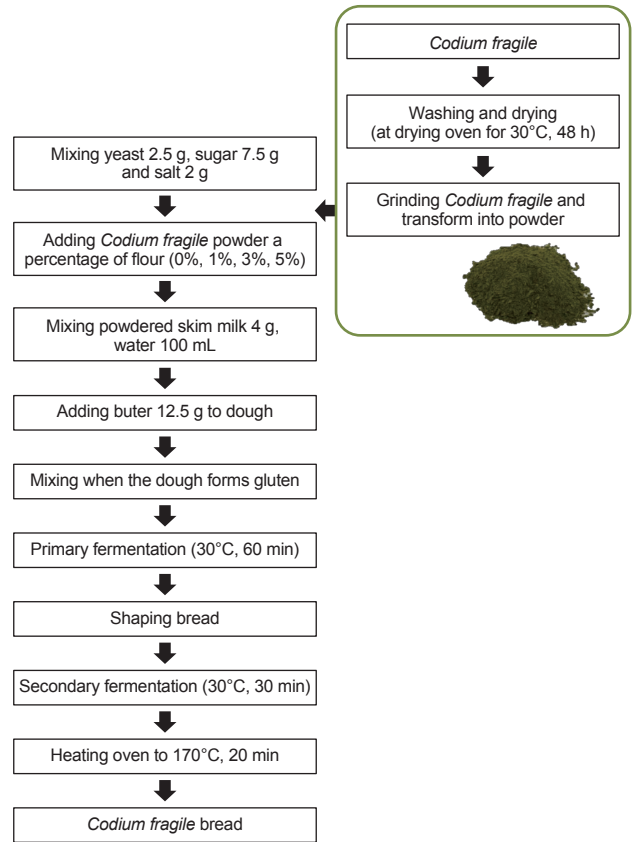 Codium fragile
Washing and drying
(at drying oven for 30°C, 48 h)
Grinding Codium fragile and
transform into powder
Mixing yeast 2.5 g, sugar 7.5 g
and salt 2 g
Adding Codium fragile powder a
percentage of flour (0%, 1%, 3%, 5%)
Mixing powdered skim milk 4 g,
water 100 mL
Adding buter 12.5 g to dough
Mixing when the dough forms gluten
Primary fermentation (30°C, 60 min)
Shaping bread
Secondary fermentation (30°C, 30 min)
Heating oven to 170°C, 20 min
Codium fragile bread